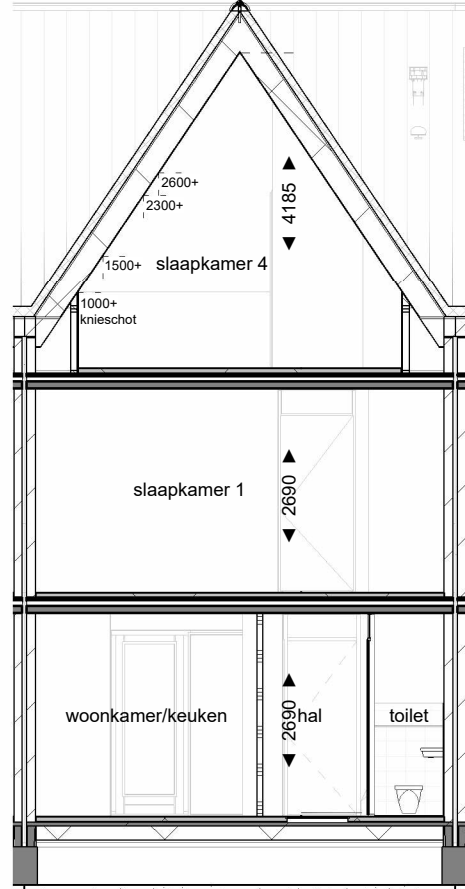 2600+
2300+
4185
1500+
slaapkamer 4
1000+
knieschot
slaapkamer 1
2690
woonkamer/keuken
2690
hal
toilet